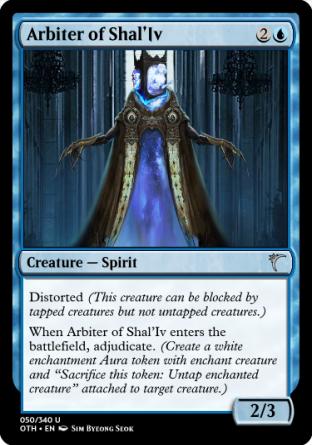 Arbiter of Shal'Iv 2
Creature — Spirit
Distorted (This creature can be blocked by
tapped creatures but not untapped creatures.)
When Arbiter of Shal'Iv enters the
battlefield, adjudicate. (Create a white
enchantment Aura token with enchant creature
and “Sacrifice this token: Untap enchanted
creature” attached to target creature.)
2/3
050/340 U
OTH • EN Sim Byeong Seok